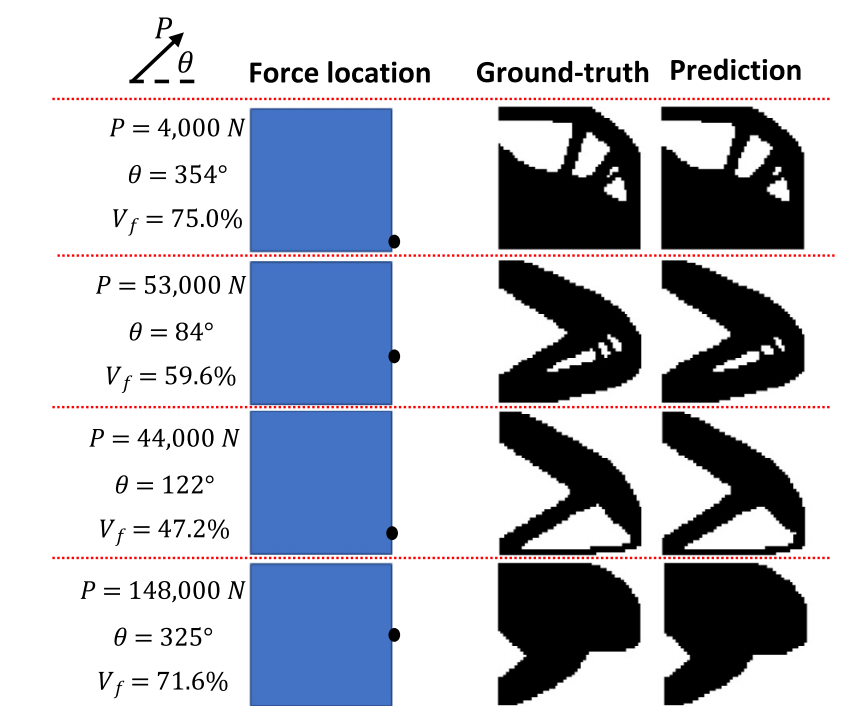 P
θ
Force location
Ground-truth
Prediction
P = 4,000 N
θ = 354°
V_f = 75.0%
P = 53,000 N
θ = 84°
V_f = 59.6%
P = 44,000 N
θ = 122°
V_f = 47.2%
P = 148,000 N
θ = 325°
V_f = 71.6%